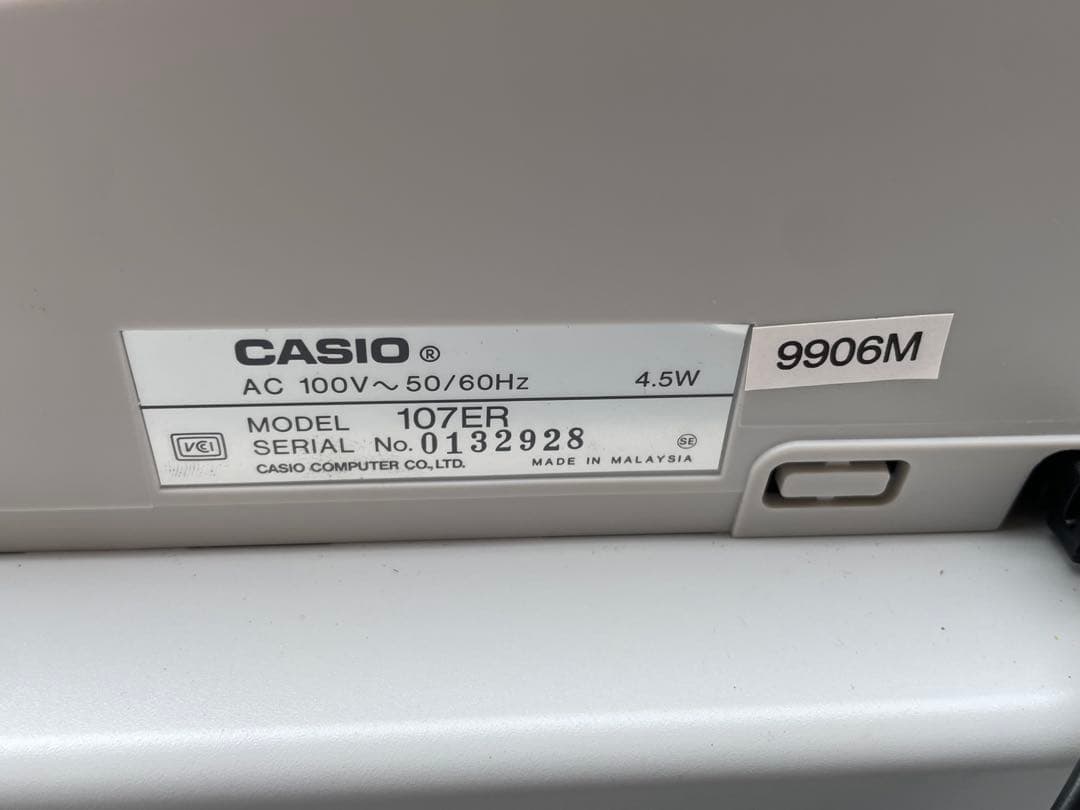 CASIO ®
AC 100V～50/60Hz 4.5W
9906M
MODEL 107ER
VCI
SERIAL No. 0132928
SE
CASIO COMPUTER CO., LTD. MADE IN MALAYSIA